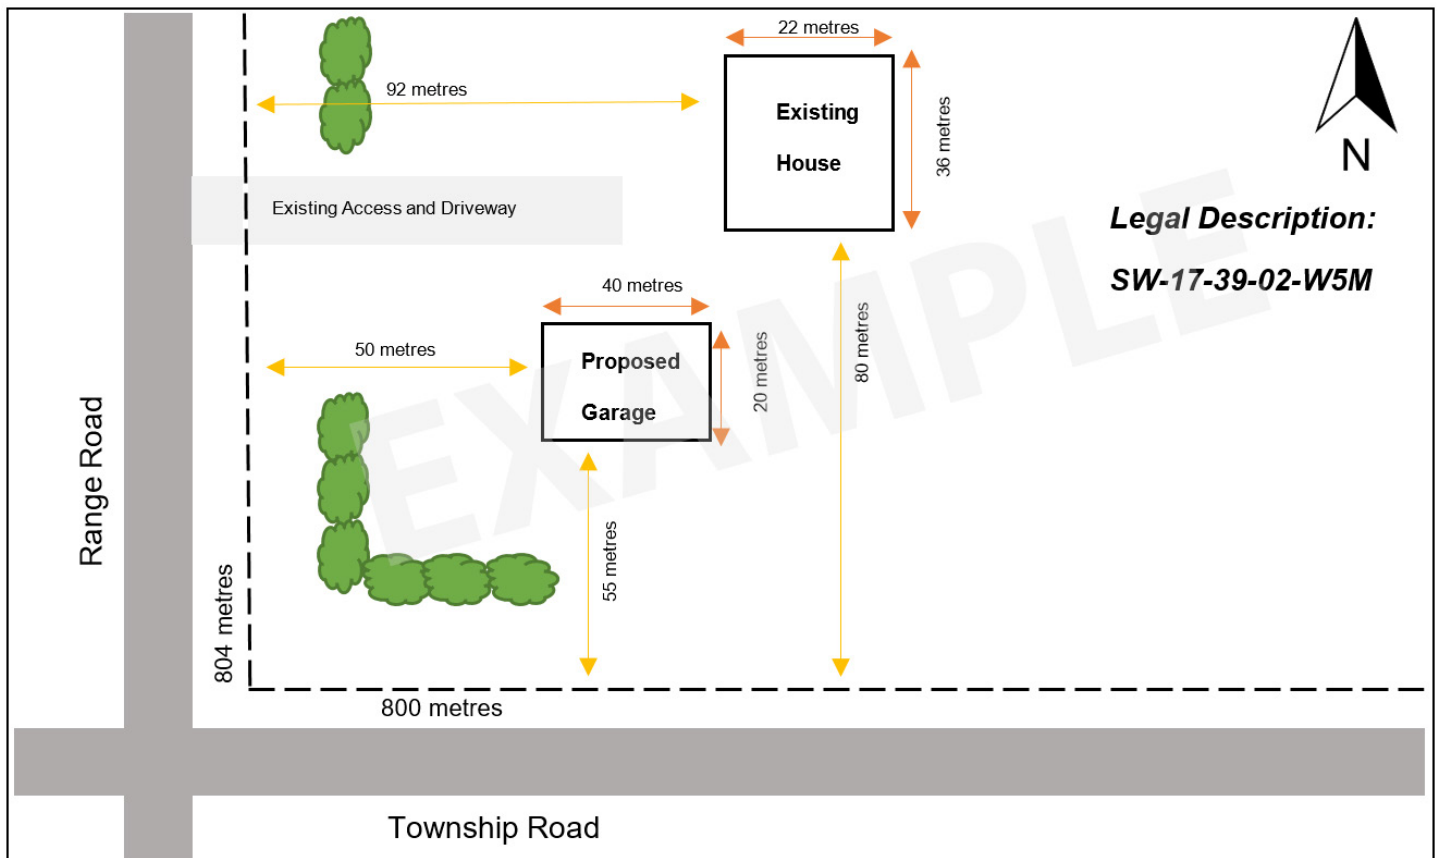 22 metres
92 metres
Existing
House
36 metres
N
Existing Access and Driveway
Legal Description:
SW-17-39-02-W5M
40 metres
50 metres
Proposed
Garage
20 metres
80 metres
EXAMPLE
Range Road
55 metres
804 metres
800 metres
Township Road